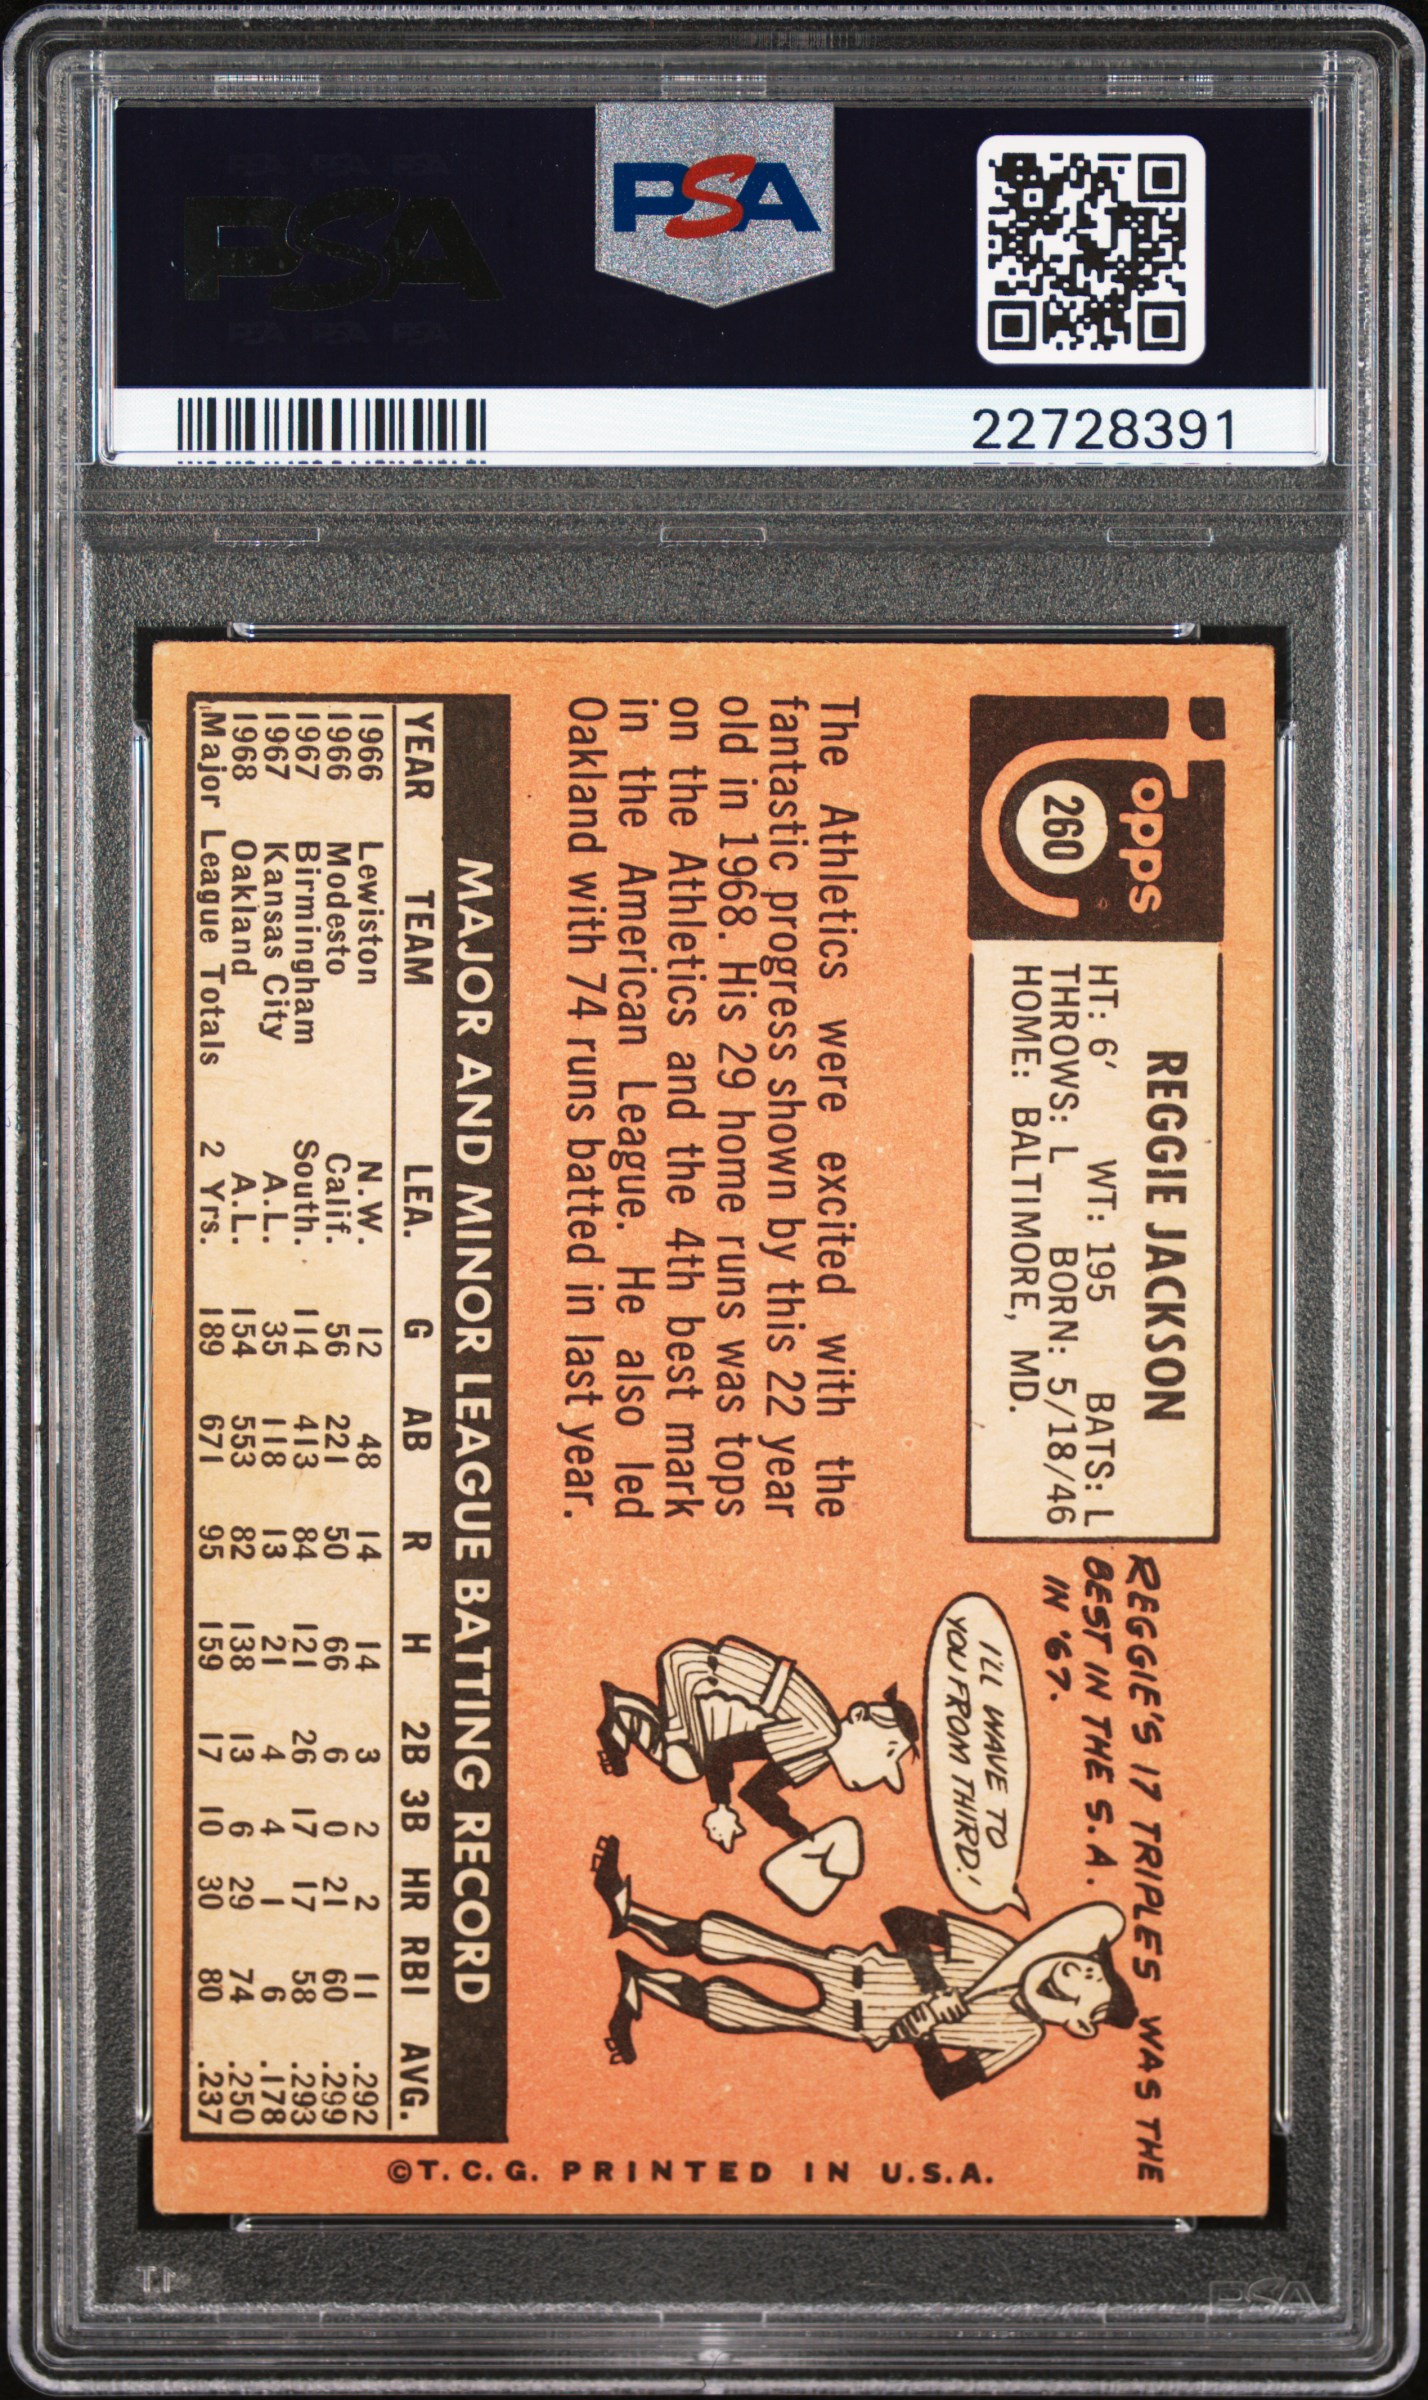 PSA
PSA PSA PSA
PSA
PSA PSA PSA
22728391
Topps
260
REGGIE JACKSON
HT: 6' WT: 195 BATS: L
THROWS: L BORN: 5/18/46
HOME: BALTIMORE, MD.
REGGIE'S 17 TRIPLES WAS THE
BEST IN THE S.A.
IN '67.
I'LL WAVE TO
YOU FROM THIRD!
The Athletics were excited with the
fantastic progress shown by this 22 year
old in 1968. His 29 home runs was tops
on the Athletics and the 4th best mark
in the American League. He also led
Oakland with 74 runs batted in last year.
MAJOR AND MINOR LEAGUE BATTING RECORD
YEAR TEAM LEA. G AB R H 2B 3B HR RBI AVG.
1966 Lewiston N.W. 12 48 14 14 3 2 2 11 .292
1966 Modesto Calif. 56 221 50 66 6 0 21 60 .299
1967 Birmingham South. 114 413 84 121 26 17 17 58 .293
1967 Kansas City A.L. 35 118 13 21 4 4 1 6 .178
1968 Oakland A.L. 154 553 82 138 13 6 29 74 .250
Major League Totals 2 Yrs. 189 671 95 159 17 10 30 80 .237
©T.C.G. PRINTED IN U.S.A.
PSA